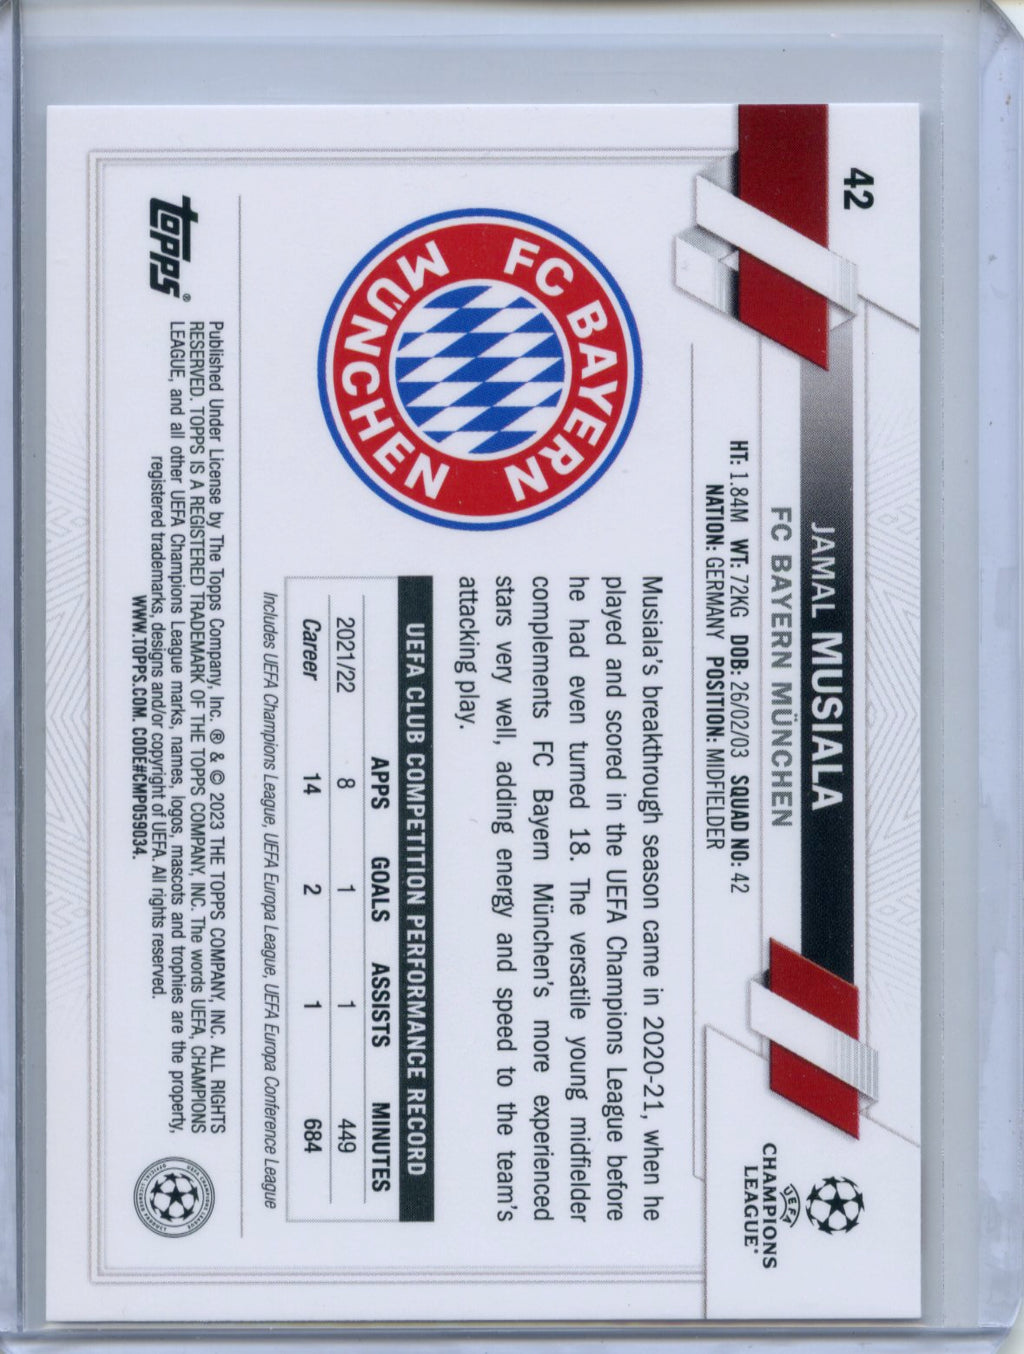 42
JAMAL MUSIALA
FC BAYERN MÜNCHEN
HT: 1.84M WT: 72KG DOB: 26/02/03 SQUAD NO: 42
NATION: GERMANY POSITION: MIDFIELDER
UEFA
CHAMPIONS
LEAGUE®
FC BAYERN
MÜNCHEN
Musiala's breakthrough season came in 2020-21, when he
played and scored in the UEFA Champions League before
he had even turned 18. The versatile young midfielder
complements FC Bayern München's more experienced
stars very well, adding energy and speed to the team's
attacking play.
UEFA CLUB COMPETITION PERFORMANCE RECORD
APPS GOALS ASSISTS MINUTES
2021/22 8 1 1 449
Career 14 2 1 684
Includes UEFA Champions League, UEFA Europa League, UEFA Europa Conference League
topps®
Published Under License by The Topps Company, Inc. ® & © 2023 THE TOPPS COMPANY, INC. ALL RIGHTS
RESERVED. TOPPS IS A REGISTERED TRADEMARK OF THE TOPPS COMPANY, INC. The words UEFA, CHAMPIONS
LEAGUE, and all other UEFA Champions League marks, names, logos, mascots and trophies are the property,
registered trademarks, designs and/or copyright of UEFA. All rights reserved.
WWW.TOPPS.COM. CODE#CMP059034.